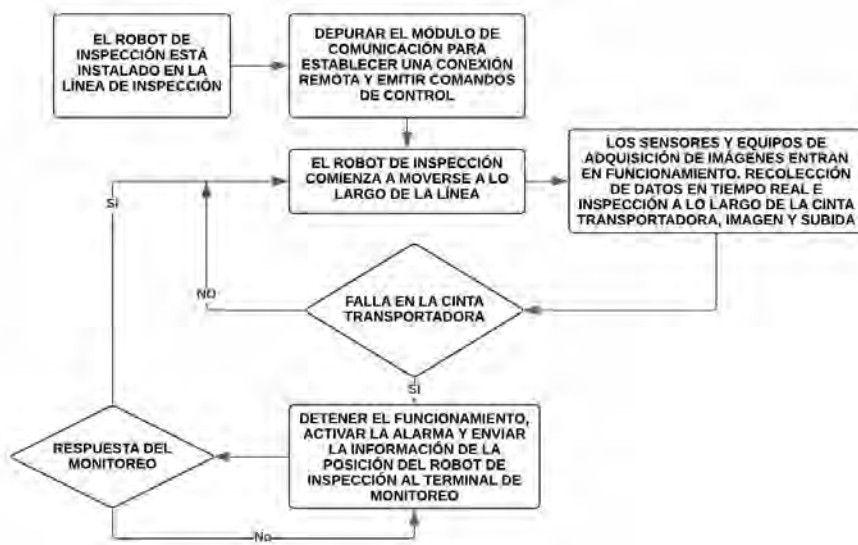 EL ROBOT DE
INSPECCIÓN ESTÁ
INSTALADO EN LA
LÍNEA DE INSPECCIÓN
DEPURAR EL MÓDULO DE
COMUNICACIÓN PARA
ESTABLECER UNA CONEXIÓN
REMOTA Y EMITIR COMANDOS
DE CONTROL
EL ROBOT DE INSPECCIÓN
COMIENZA A MOVERSE A LO
LARGO DE LA LÍNEA
LOS SENSORES Y EQUIPOS DE
ADQUISICIÓN DE IMÁGENES ENTRAN
EN FUNCIONAMIENTO. RECOLECCIÓN
DE DATOS EN TIEMPO REAL E
INSPECCIÓN A LO LARGO DE LA CINTA
TRANSPORTADORA, IMAGEN Y SUBIDA
SI
NO
FALLA EN LA CINTA
TRANSPORTADORA
SI
DETENER EL FUNCIONAMIENTO,
ACTIVAR LA ALARMA Y ENVIAR
LA INFORMACIÓN DE LA
POSICIÓN DEL ROBOT DE
INSPECCIÓN AL TERMINAL DE
MONITOREO
RESPUESTA DEL
MONITOREO
No